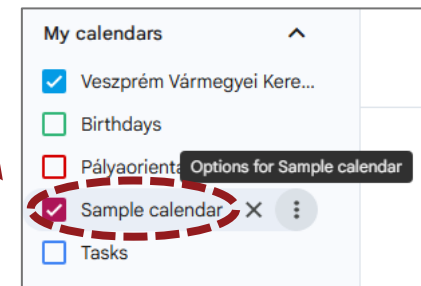 My calendars
Veszprém Vármegyei Kere...
Birthdays
Pályaorienta
Options for Sample calendar
Sample calendar
Tasks